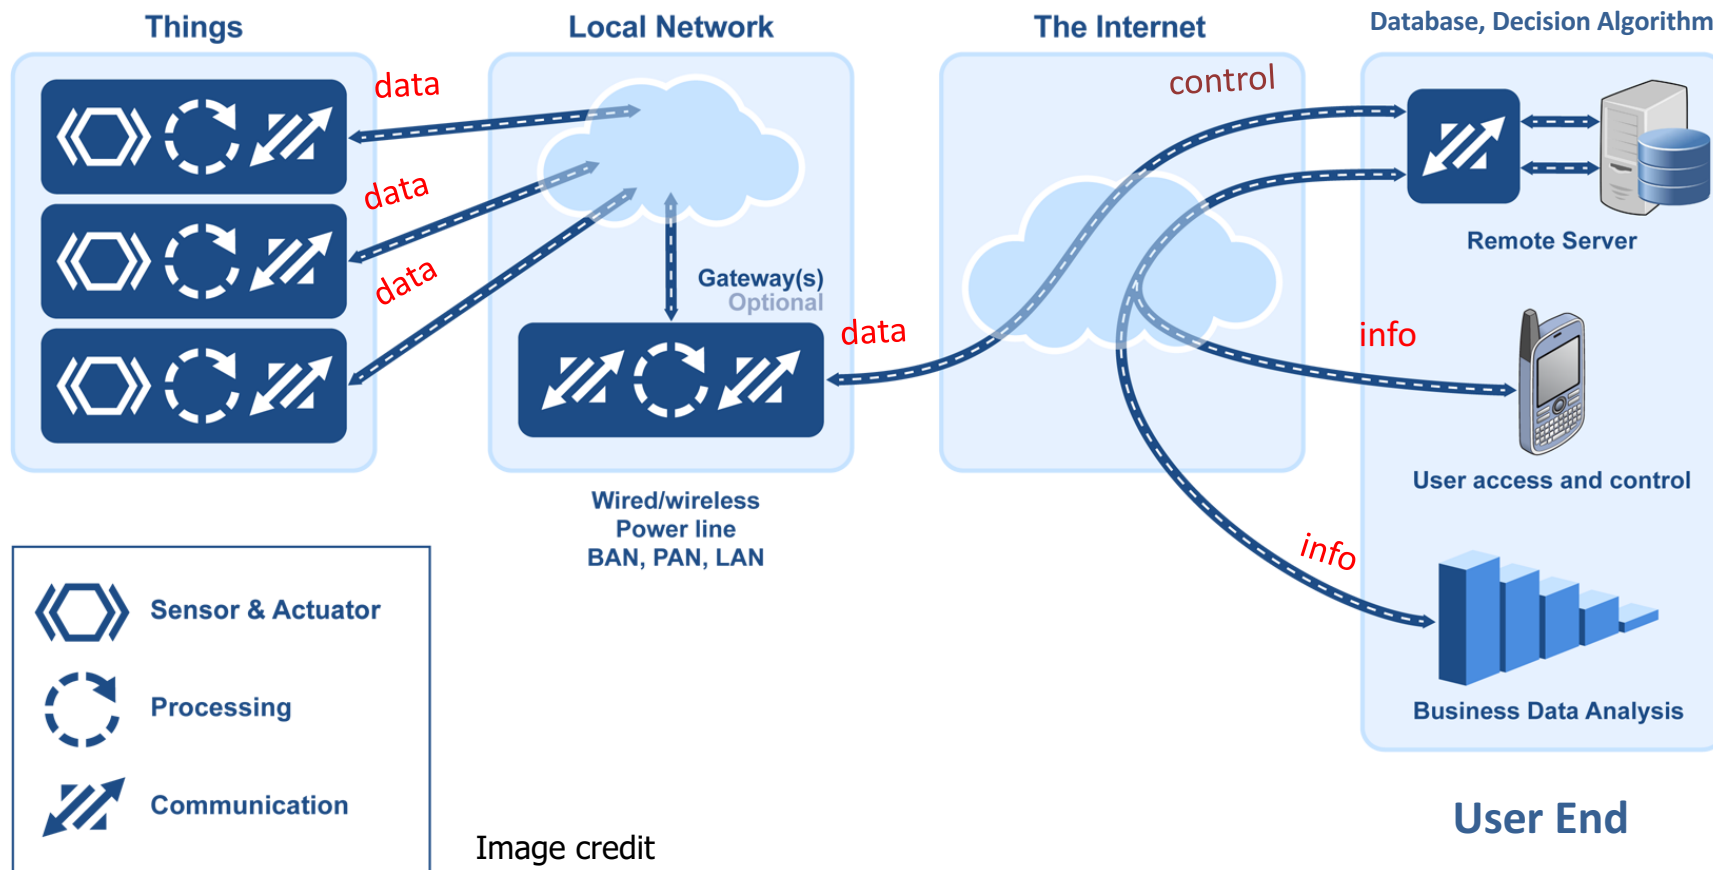 Things
Local Network
The Internet
Database, Decision Algorithm
data
data
data
Gateway(s)
Optional
data
control
Remote Server
info
User access and control
info
Business Data Analysis
Wired/wireless
Power line
BAN, PAN, LAN
Sensor & Actuator
Processing
Communication
Image credit
User End